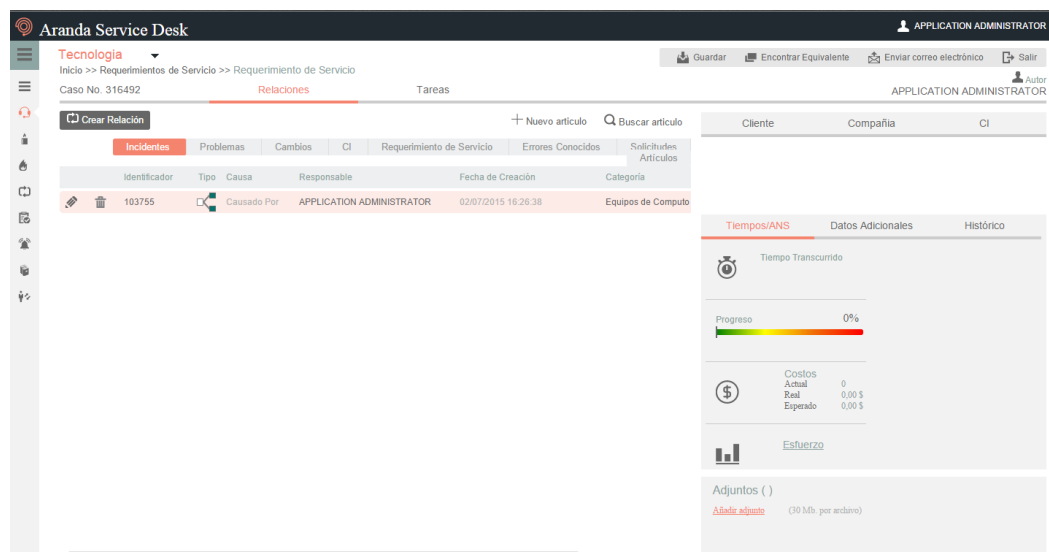 Aranda Service Desk
APPLICATION ADMINISTRATOR
Tecnologia
Guardar Encontrar Equivalente Enviar correo electrónico Salir
Inicio >> Requerimientos de Servicio >> Requerimiento de Servicio
Autor
APPLICATION ADMINISTRATOR
Caso No. 316492 Relaciones Tareas
Crear Relación
Nuevo articulo Buscar articulo
Cliente Compañia CI
Incidentes Problemas Cambios CI Requerimiento de Servicio Errores Conocidos Solicitudes
Artículos
Identificador Tipo Causa Responsable Fecha de Creación Categoría
103755 Causado Por APPLICATION ADMINISTRATOR 02/07/2015 16:26:38 Equipos de Computo
Tiempos/ANS Datos Adicionales Histórico
Tiempo Transcurrido
Progreso 0%
Costos
Actual 0
Real 0,00 $
Esperado 0,00 $
Esfuerzo
Adjuntos ( )
Añadir adjunto (30 Mb. por archivo)